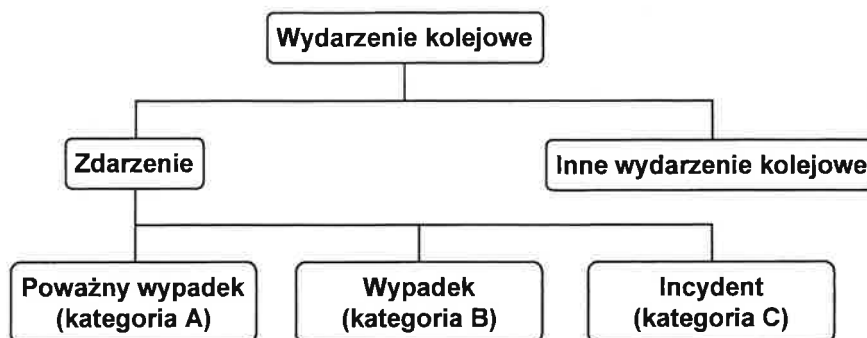 Wydarzenie kolejowe
Zdarzenie
Inne wydarzenie kolejowe
Poważny wypadek
(kategoria A)
Wypadek
(kategoria B)
Incydent
(kategoria C)